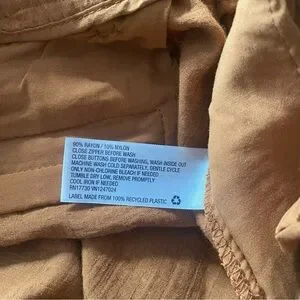 90% RAYON / 10% NYLON
CLOSE ZIPPER BEFORE WASH
CLOSE BUTTONS BEFORE WASHING, WASH INSIDE OUT
MACHINE WASH COLD SEPARATELY, GENTLE CYCLE
ONLY NON-CHLORINE BLEACH IF NEEDED
TUMBLE DRY LOW, REMOVE PROMPTLY
COOL IRON IF NEEDED
RN17730 VN1247024
LABEL MADE FROM 100% RECYCLED PLASTIC